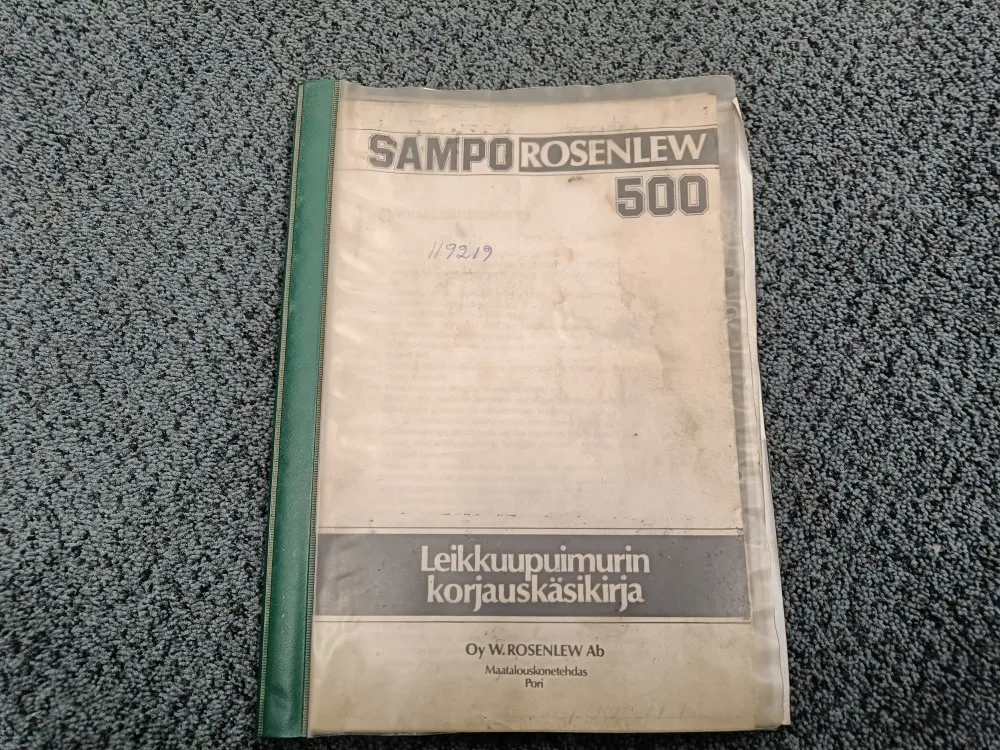 SAMPO ROSENLEW
500
119219
Leikkuupuimurin
korjauskäsikirja
Oy W. ROSENLEW Ab
Maatalouskonetehdas
Pori